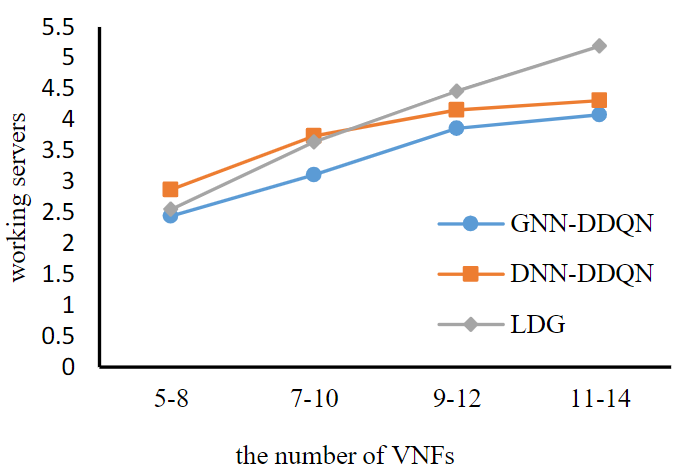 5.5
5
4.5
4
3.5
3
2.5
2
1.5
1
0.5
0
working servers
GNN-DDQN
DNN-DDQN
LDG
5-8 7-10 9-12 11-14
the number of VNFs